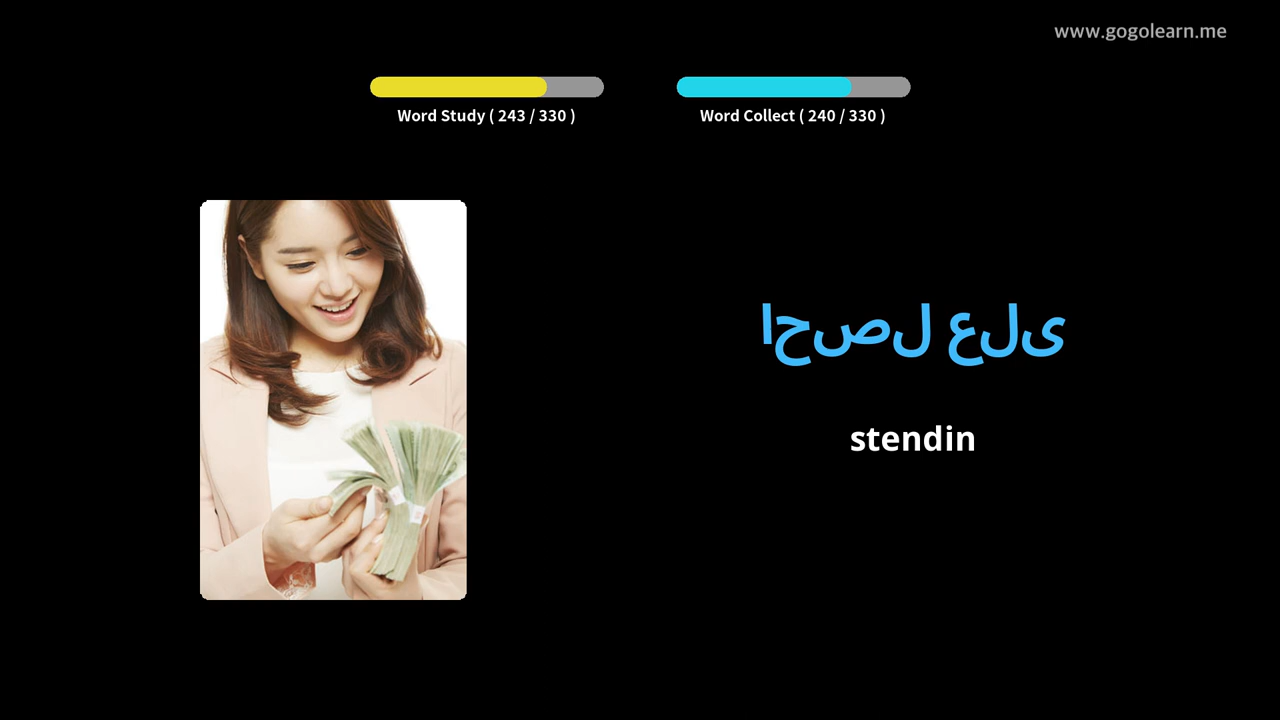 www.gogolearn.me
Word Study ( 243 / 330 )
Word Collect ( 240 / 330 )
احصل على
stendin